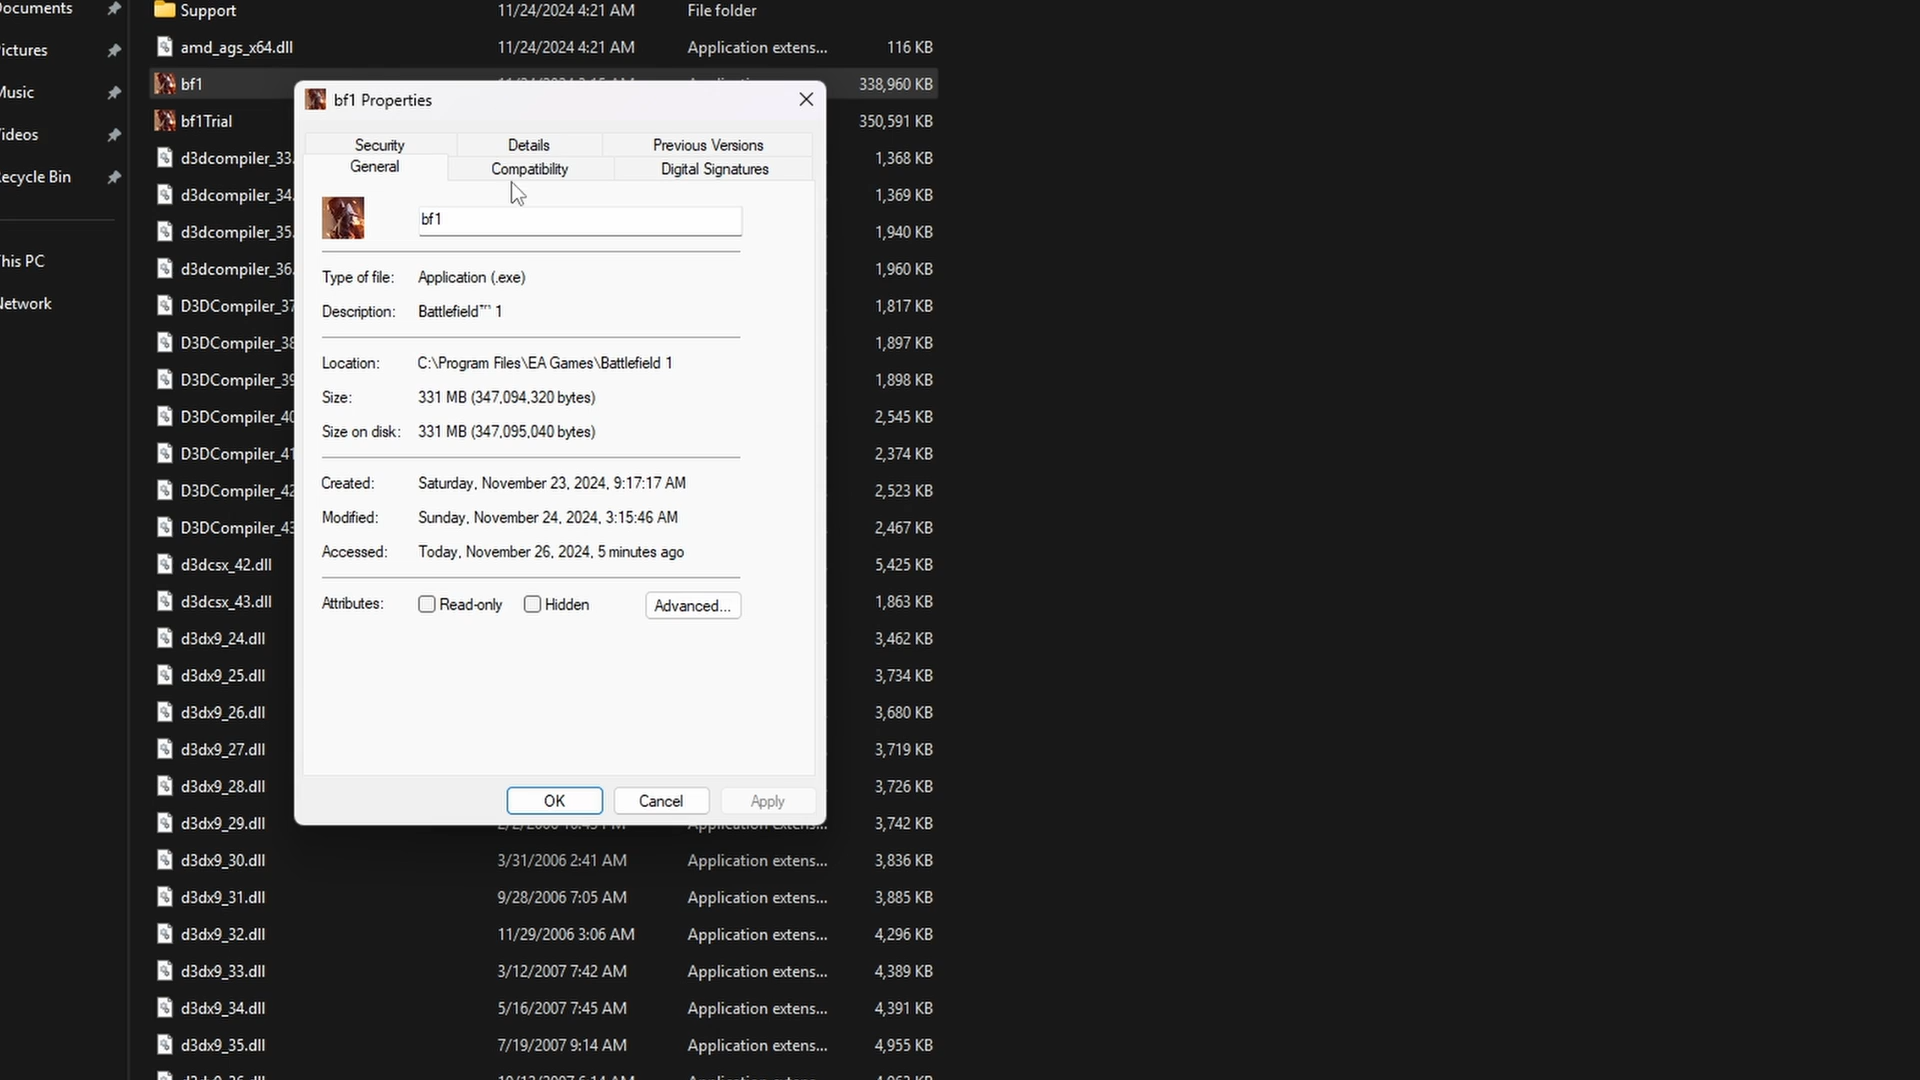 ocuments
Support 11/24/2024 4:21 AM File folder
ictures
amd_ags_x64.dll 11/24/2024 4:21 AM Application extens... 116 KB
bf1 338,960 KB
Music
bf1Trial 350,591 KB
ideos
ecycle Bin
his PC
Network
d3dcompiler_33. 1,368 KB
d3dcompiler_34. 1,369 KB
d3dcompiler_35. 1,940 KB
d3dcompiler_36. 1,960 KB
D3DCompiler_37 1,817 KB
D3DCompiler_38 1,897 KB
D3DCompiler_39 1,898 KB
D3DCompiler_40 2,545 KB
D3DCompiler_41 2,374 KB
D3DCompiler_42 2,523 KB
D3DCompiler_43 2,467 KB
d3dcsx_42.dll 5,425 KB
d3dcsx_43.dll 1,863 KB
d3dx9_24.dll 3,462 KB
d3dx9_25.dll 3,734 KB
d3dx9_26.dll 3,680 KB
d3dx9_27.dll 3,719 KB
d3dx9_28.dll 3,726 KB
d3dx9_29.dll 3,742 KB
d3dx9_30.dll 3/31/2006 2:41 AM Application extens... 3,836 KB
d3dx9_31.dll 9/28/2006 7:05 AM Application extens... 3,885 KB
d3dx9_32.dll 11/29/2006 3:06 AM Application extens... 4,296 KB
d3dx9_33.dll 3/12/2007 7:42 AM Application extens... 4,389 KB
d3dx9_34.dll 5/16/2007 7:45 AM Application extens... 4,391 KB
d3dx9_35.dll 7/19/2007 9:14 AM Application extens... 4,955 KB
bf1 Properties
Security Details Previous Versions
General Compatibility Digital Signatures
bf1
Type of file: Application (.exe)
Description: Battlefield™ 1
Location: C:\Program Files\EA Games\Battlefield 1
Size: 331 MB (347,094,320 bytes)
Size on disk: 331 MB (347,095,040 bytes)
Created: Saturday, November 23, 2024, 9:17:17 AM
Modified: Sunday, November 24, 2024, 3:15:46 AM
Accessed: Today, November 26, 2024, 5 minutes ago
Attributes: Read-only Hidden Advanced...
OK Cancel Apply